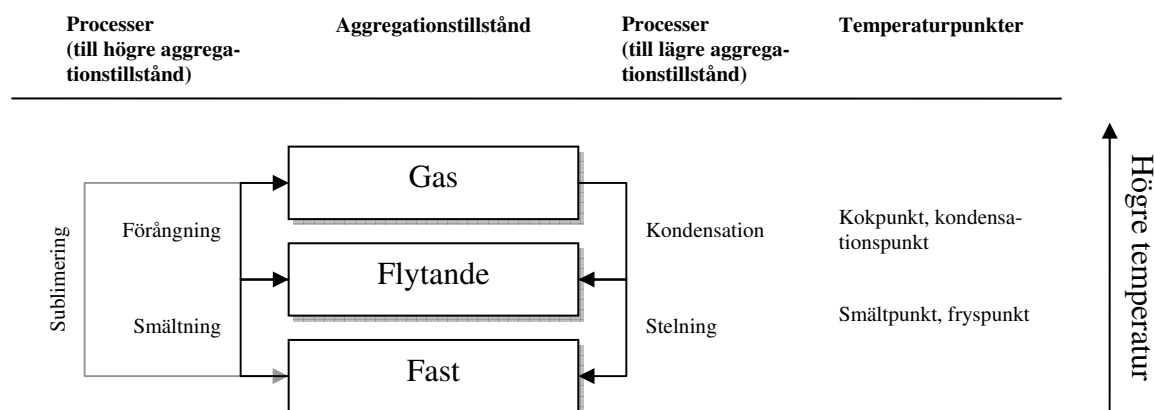 Processer
(till högre aggrega-
tionstillstånd)
Aggregationstillstånd
Processer
(till lägre aggrega-
tionstillstånd)
Temperaturpunkter
Gas
Flytande
Fast
Sublimering
Förångning
Smältning
Kondensation
Stelning
Kokpunkt, kondensa-
tionspunkt
Smältpunkt, fryspunkt
Högre temperatur